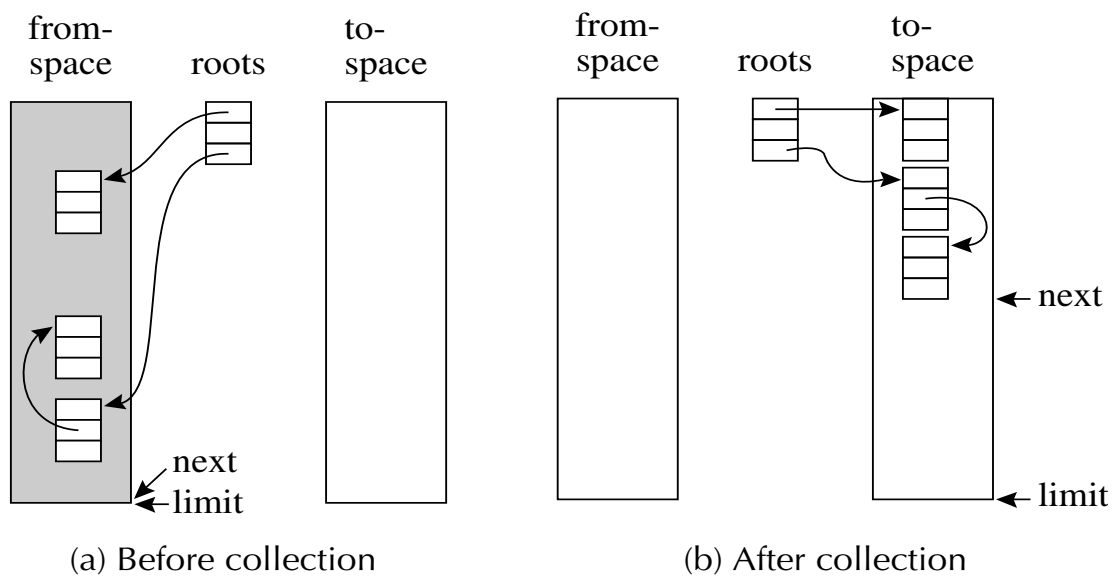 from-
space
roots
to-
space
next
limit
(a) Before collection
from-
space
roots
to-
space
next
limit
(b) After collection